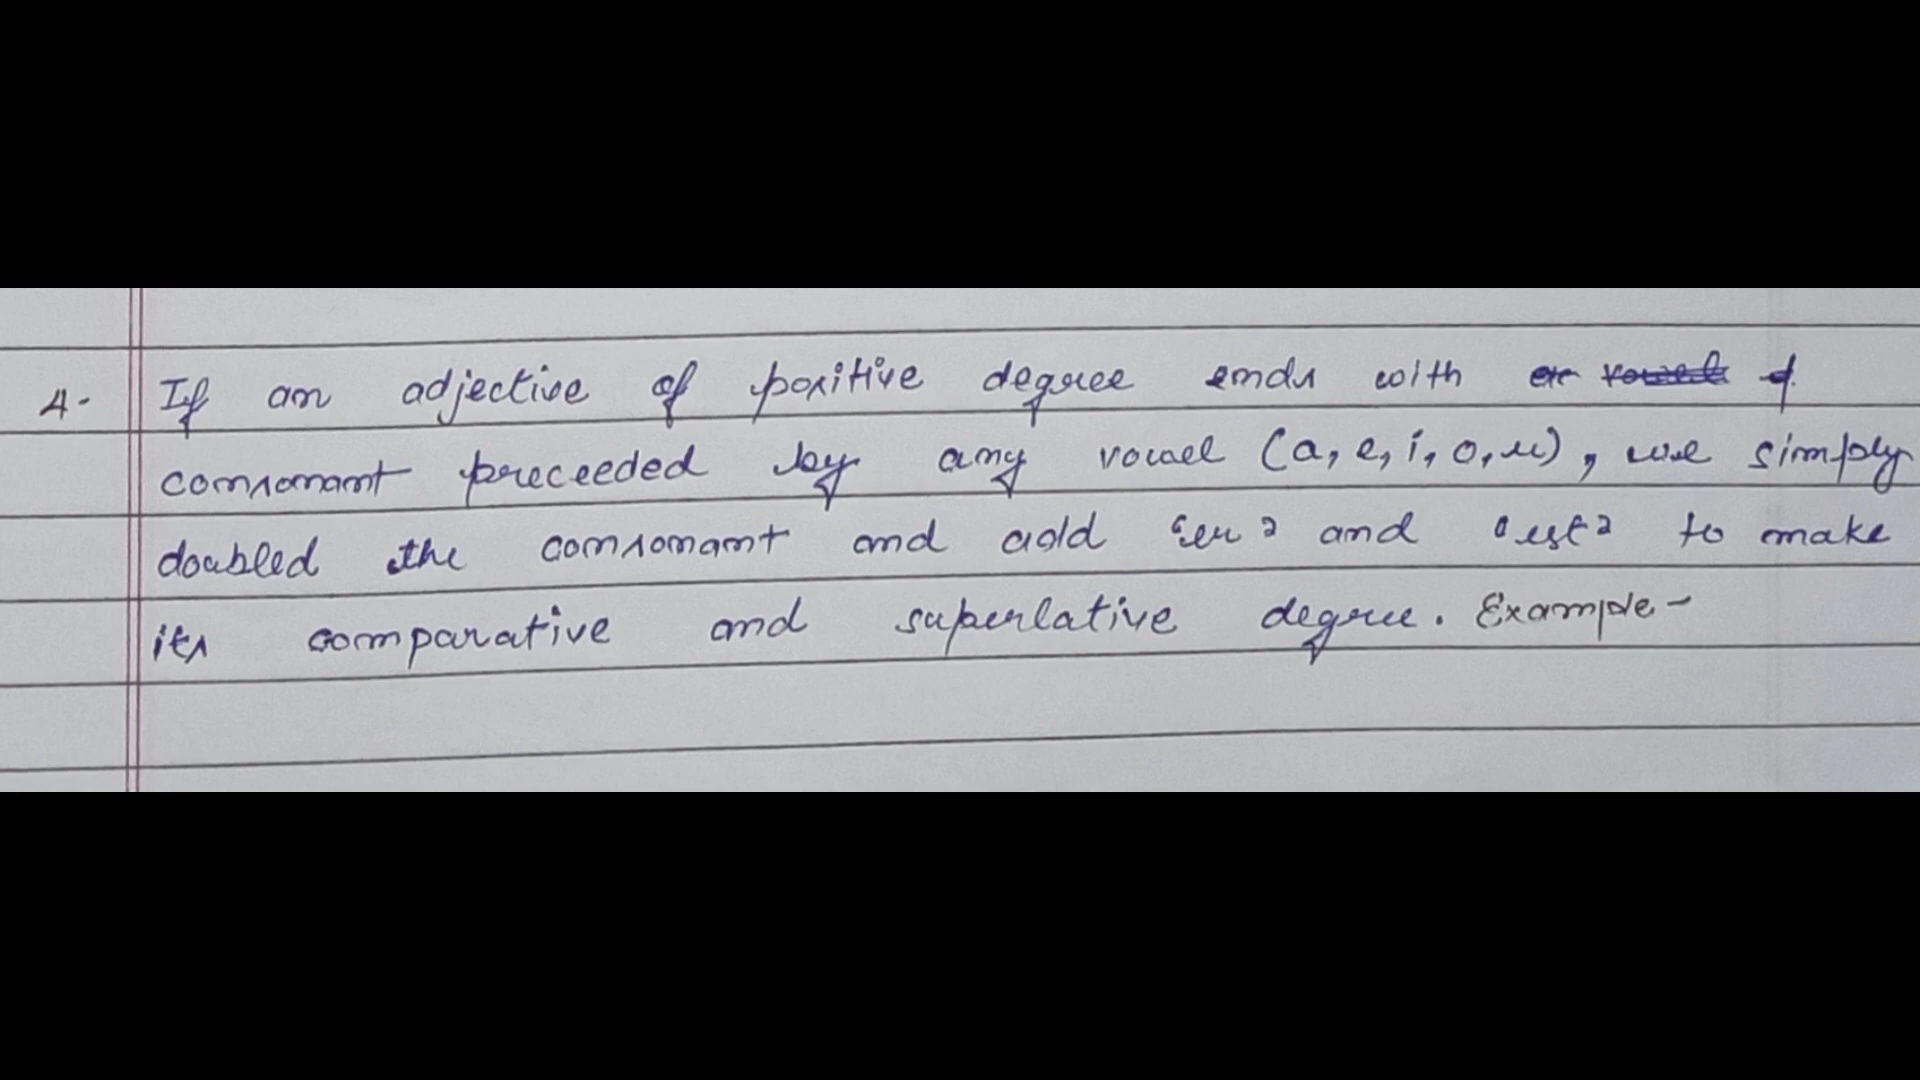 4- If an adjective of positive degree ends with
consonant preceeded by any vowel (a, e, i, o, u), we simply
doubled the consonant and add 'er' and 'est' to make
its comparative and superlative degree. Example-